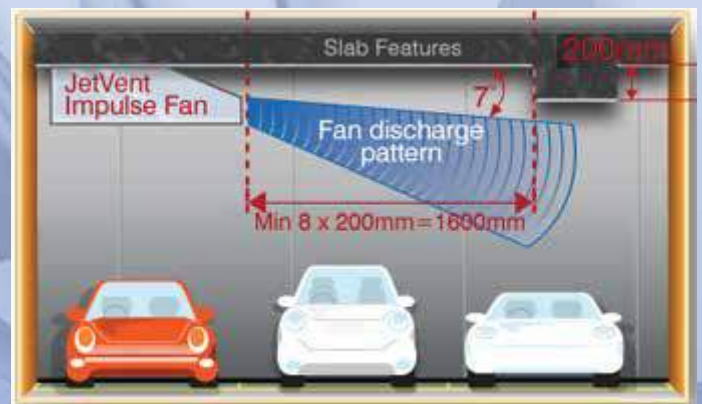 Slab Features
200mm
JetVent
Impulse Fan
7°
Fan discharge
pattern
Min 8 x 200mm=1600mm